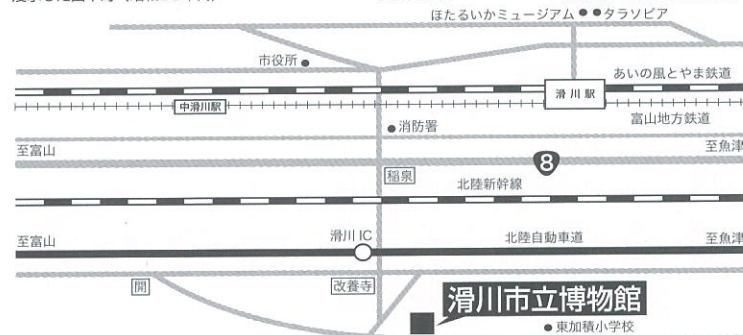 ほたるいかミュージアム ●●タラソピア
市役所●
あいの風とやま鉄道
滑川駅
中滑川駅
●消防署
富山地方鉄道
至富山
至魚津
8
稲泉
北陸新幹線
至富山
滑川 IC
北陸自動車道
至魚津
開
改養寺
滑川市立博物館
●東加積小学校